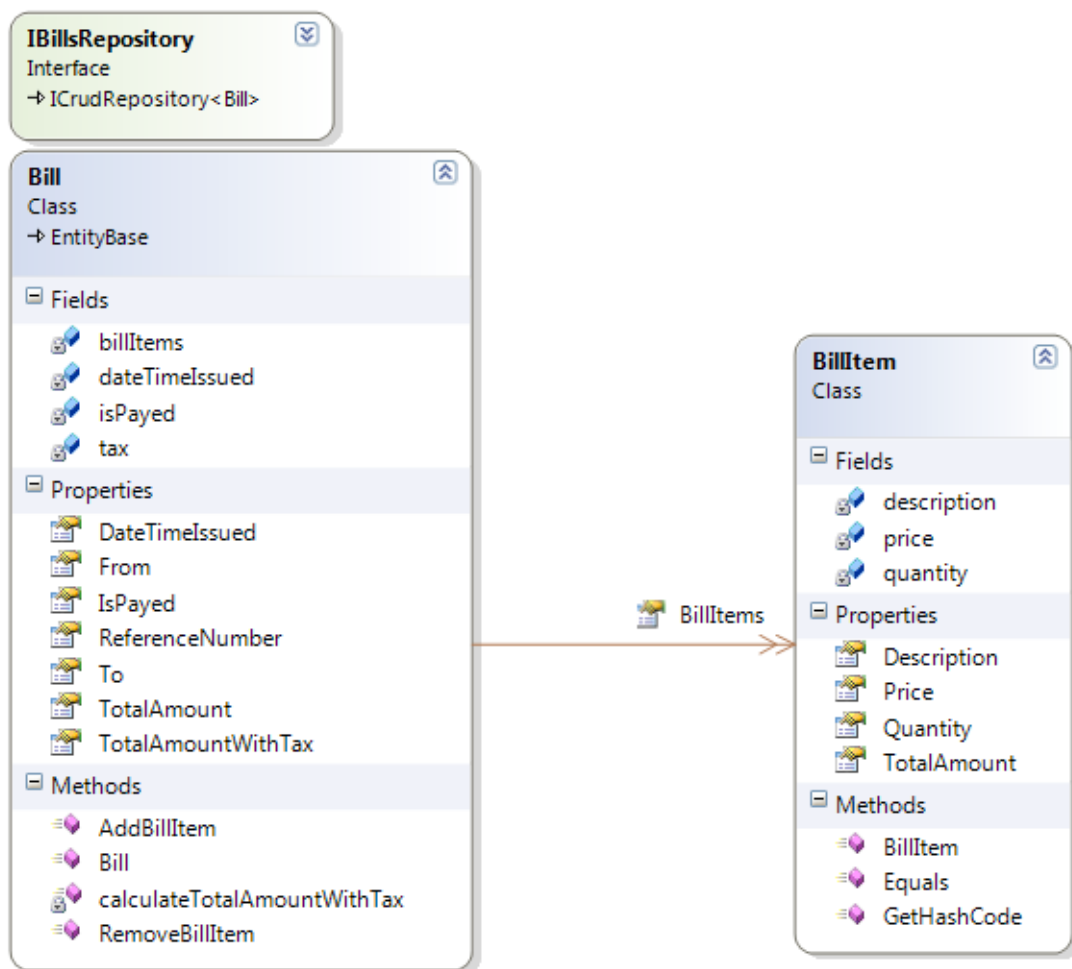 IBillsRepository
Interface
ICrudRepository<Bill>
Bill
Class
EntityBase
Fields
billItems
dateTimeIssued
isPayed
tax
Properties
DateTimeIssued
From
IsPayed
ReferenceNumber
To
TotalAmount
TotalAmountWithTax
Methods
AddBillItem
Bill
calculateTotalAmountWithTax
RemoveBillItem
BillItems
BillItem
Class
Fields
description
price
quantity
Properties
Description
Price
Quantity
TotalAmount
Methods
BillItem
Equals
GetHashCode